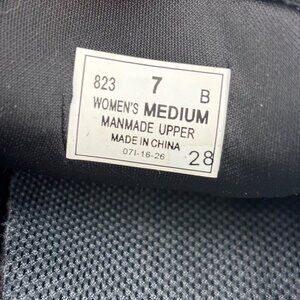 823 7 B
WOMEN'S MEDIUM
MANMADE UPPER
MADE IN CHINA
071-16-26 28